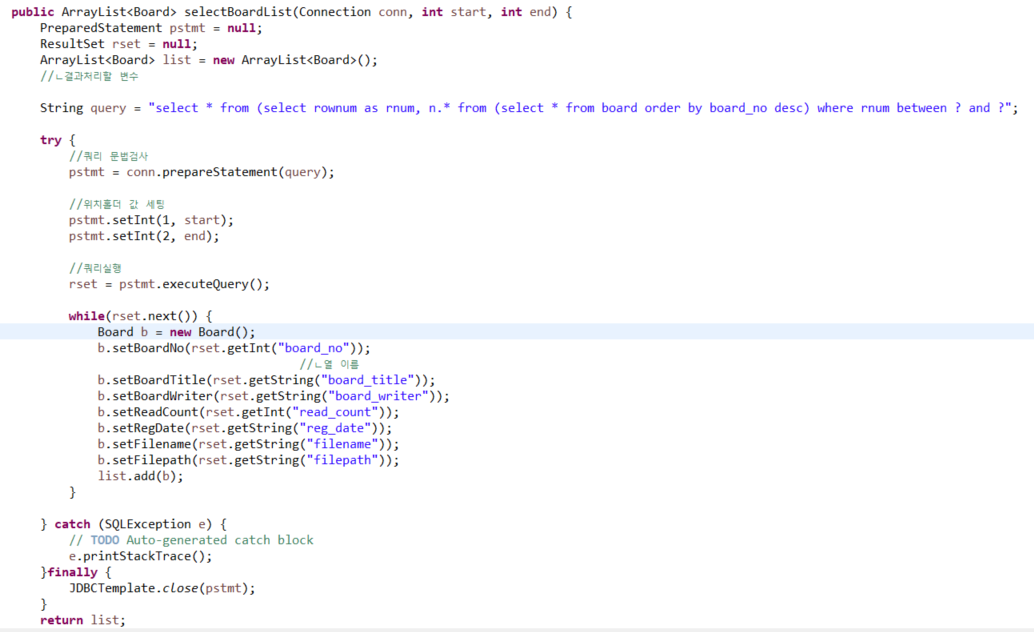 public ArrayList<Board> selectBoardList(Connection conn, int start, int end) {
PreparedStatement pstmt = null;
ResultSet rset = null;
ArrayList<Board> list = new ArrayList<Board>();
//ㄴ결과처리할 변수
String query = "select * from (select rownum as rnum, n.* from (select * from board order by board_no desc) where rnum between ? and ?";
try {
//쿼리 문법검사
pstmt = conn.prepareStatement(query);
//위치홀더 값 세팅
pstmt.setInt(1, start);
pstmt.setInt(2, end);
//쿼리실행
rset = pstmt.executeQuery();
while(rset.next()) {
Board b = new Board();
b.setBoardNo(rset.getInt("board_no"));
//ㄴ열 이름
b.setBoardTitle(rset.getString("board_title"));
b.setBoardWriter(rset.getString("board_writer"));
b.setReadCount(rset.getInt("read_count"));
b.setRegDate(rset.getString("reg_date"));
b.setFilename(rset.getString("filename"));
b.setFilepath(rset.getString("filepath"));
list.add(b);
}
} catch (SQLException e) {
// TODO Auto-generated catch block
e.printStackTrace();
}finally {
JDBCTemplate.close(pstmt);
}
return list;